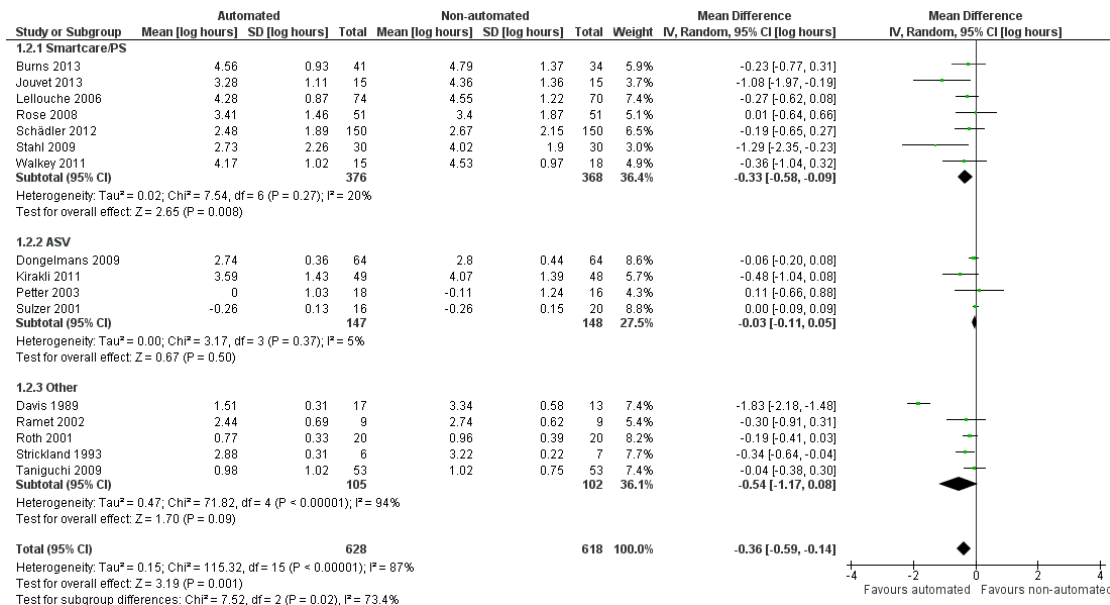 Automated Non-automated Mean Difference Mean Difference
Study or Subgroup Mean [log hours] SD [log hours] Total Mean [log hours] SD [log hours] Total Weight IV, Random, 95% CI [log hours] IV, Random, 95% CI [log hours]
1.2.1 Smartcare/PS
Burns 2013 4.56 0.93 41 4.79 1.37 34 5.9% -0.23 [-0.77, 0.31]
Jouvet 2013 3.28 1.11 15 4.36 1.36 15 3.7% -1.08 [-1.97, -0.19]
Lellouche 2006 4.28 0.87 74 4.55 1.22 70 7.4% -0.27 [-0.62, 0.08]
Rose 2008 3.41 1.46 51 3.4 1.87 51 5.1% 0.01 [-0.64, 0.66]
Schädler 2012 2.48 1.89 150 2.67 2.15 150 6.5% -0.19 [-0.65, 0.27]
Stahl 2009 2.73 2.26 30 4.02 1.9 30 3.0% -1.29 [-2.35, -0.23]
Walkey 2011 4.17 1.02 15 4.53 0.97 18 4.9% -0.36 [-1.04, 0.32]
Subtotal (95% CI) 376 368 36.4% -0.33 [-0.58, -0.09]
Heterogeneity: Tau² = 0.02; Chi² = 7.54, df = 6 (P = 0.27); I² = 20%
Test for overall effect: Z = 2.65 (P = 0.008)
1.2.2 ASV
Dongelmans 2009 2.74 0.36 64 2.8 0.44 64 8.6% -0.06 [-0.20, 0.08]
Kirakli 2011 3.59 1.43 49 4.07 1.39 48 5.7% -0.48 [-1.04, 0.08]
Petter 2003 0 1.03 18 -0.11 1.24 16 4.3% 0.11 [-0.66, 0.88]
Sulzer 2001 -0.26 0.13 16 -0.26 0.15 20 8.8% 0.00 [-0.09, 0.09]
Subtotal (95% CI) 147 148 27.5% -0.03 [-0.11, 0.05]
Heterogeneity: Tau² = 0.00; Chi² = 3.17, df = 3 (P = 0.37); I² = 5%
Test for overall effect: Z = 0.67 (P = 0.50)
1.2.3 Other
Davis 1989 1.51 0.31 17 3.34 0.58 13 7.4% -1.83 [-2.18, -1.48]
Ramet 2002 2.44 0.69 9 2.74 0.62 9 5.4% -0.30 [-0.91, 0.31]
Roth 2001 0.77 0.33 20 0.96 0.39 20 8.2% -0.19 [-0.41, 0.03]
Strickland 1993 2.88 0.31 6 3.22 0.22 7 7.7% -0.34 [-0.64, -0.04]
Taniguchi 2009 0.98 1.02 53 1.02 0.75 53 7.4% -0.04 [-0.38, 0.30]
Subtotal (95% CI) 105 102 36.1% -0.54 [-1.17, 0.08]
Heterogeneity: Tau² = 0.47; Chi² = 71.82, df = 4 (P < 0.00001); I² = 94%
Test for overall effect: Z = 1.70 (P = 0.09)
Total (95% CI) 628 618 100.0% -0.36 [-0.59, -0.14]
Heterogeneity: Tau² = 0.15; Chi² = 115.32, df = 15 (P < 0.00001); I² = 87%
Test for overall effect: Z = 3.19 (P = 0.001)
Test for subgroup differences: Chi² = 7.52, df = 2 (P = 0.02), I² = 73.4%
-4 -2 0 2 4
Favours automated Favours non-automated